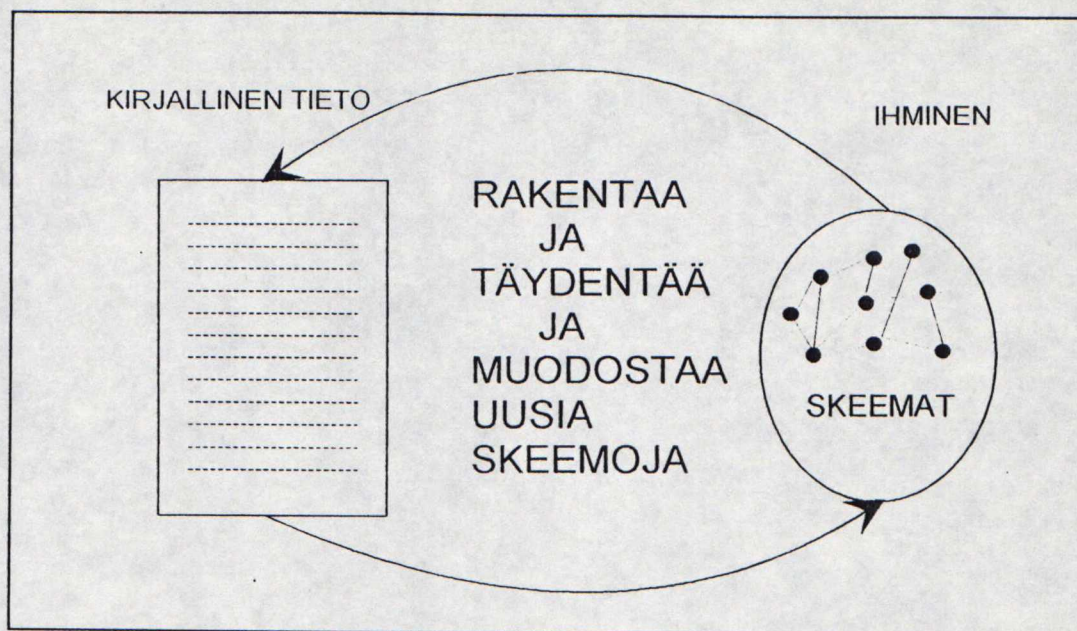 KIRJALLINEN TIETO
IHMINEN
RAKENTAA
JA
TÄYDENTÄÄ
JA
MUODOSTAA
UUSIA
SKEEMOJA
SKEEMAT